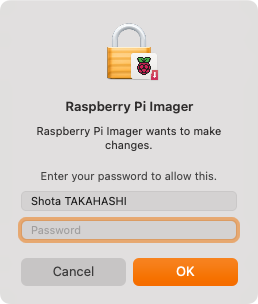 Raspberry Pi Imager
Raspberry Pi Imager wants to make
changes.
Enter your password to allow this.
Shota TAKAHASHI
Password
Cancel
OK